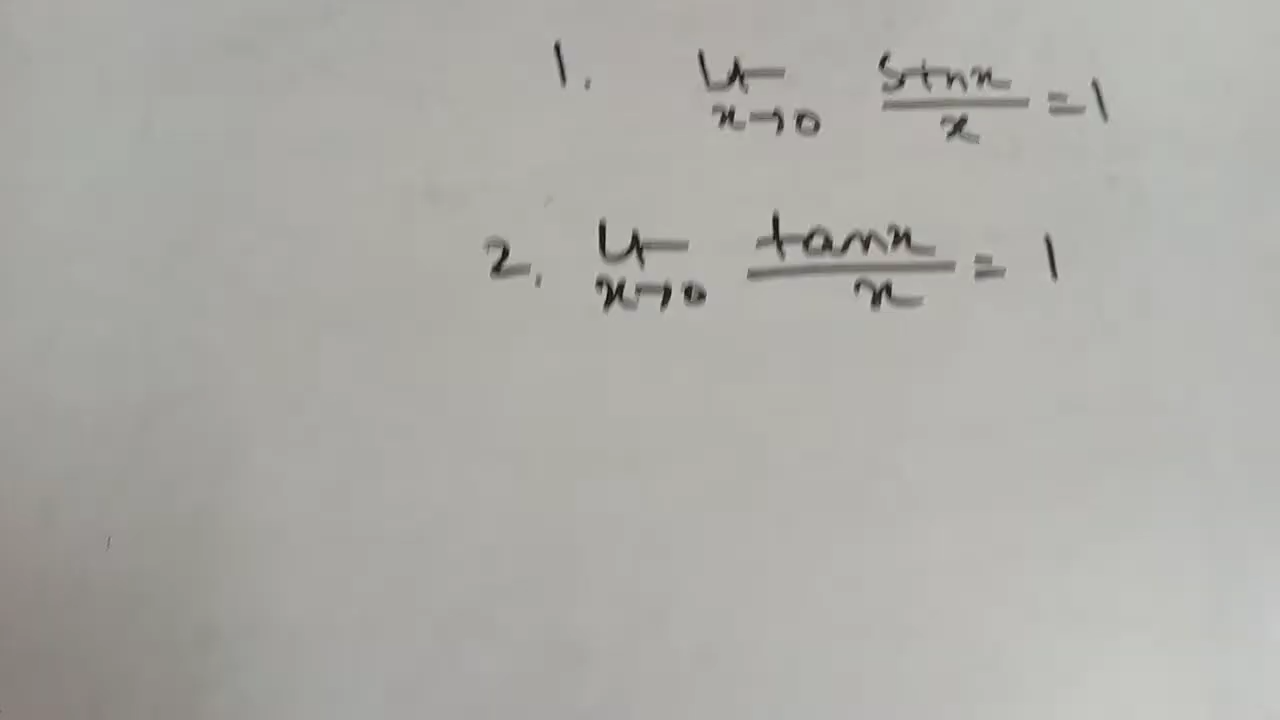 1. Lt x→0 sinx/x = 1
2. Lt x→0 tanx/x = 1